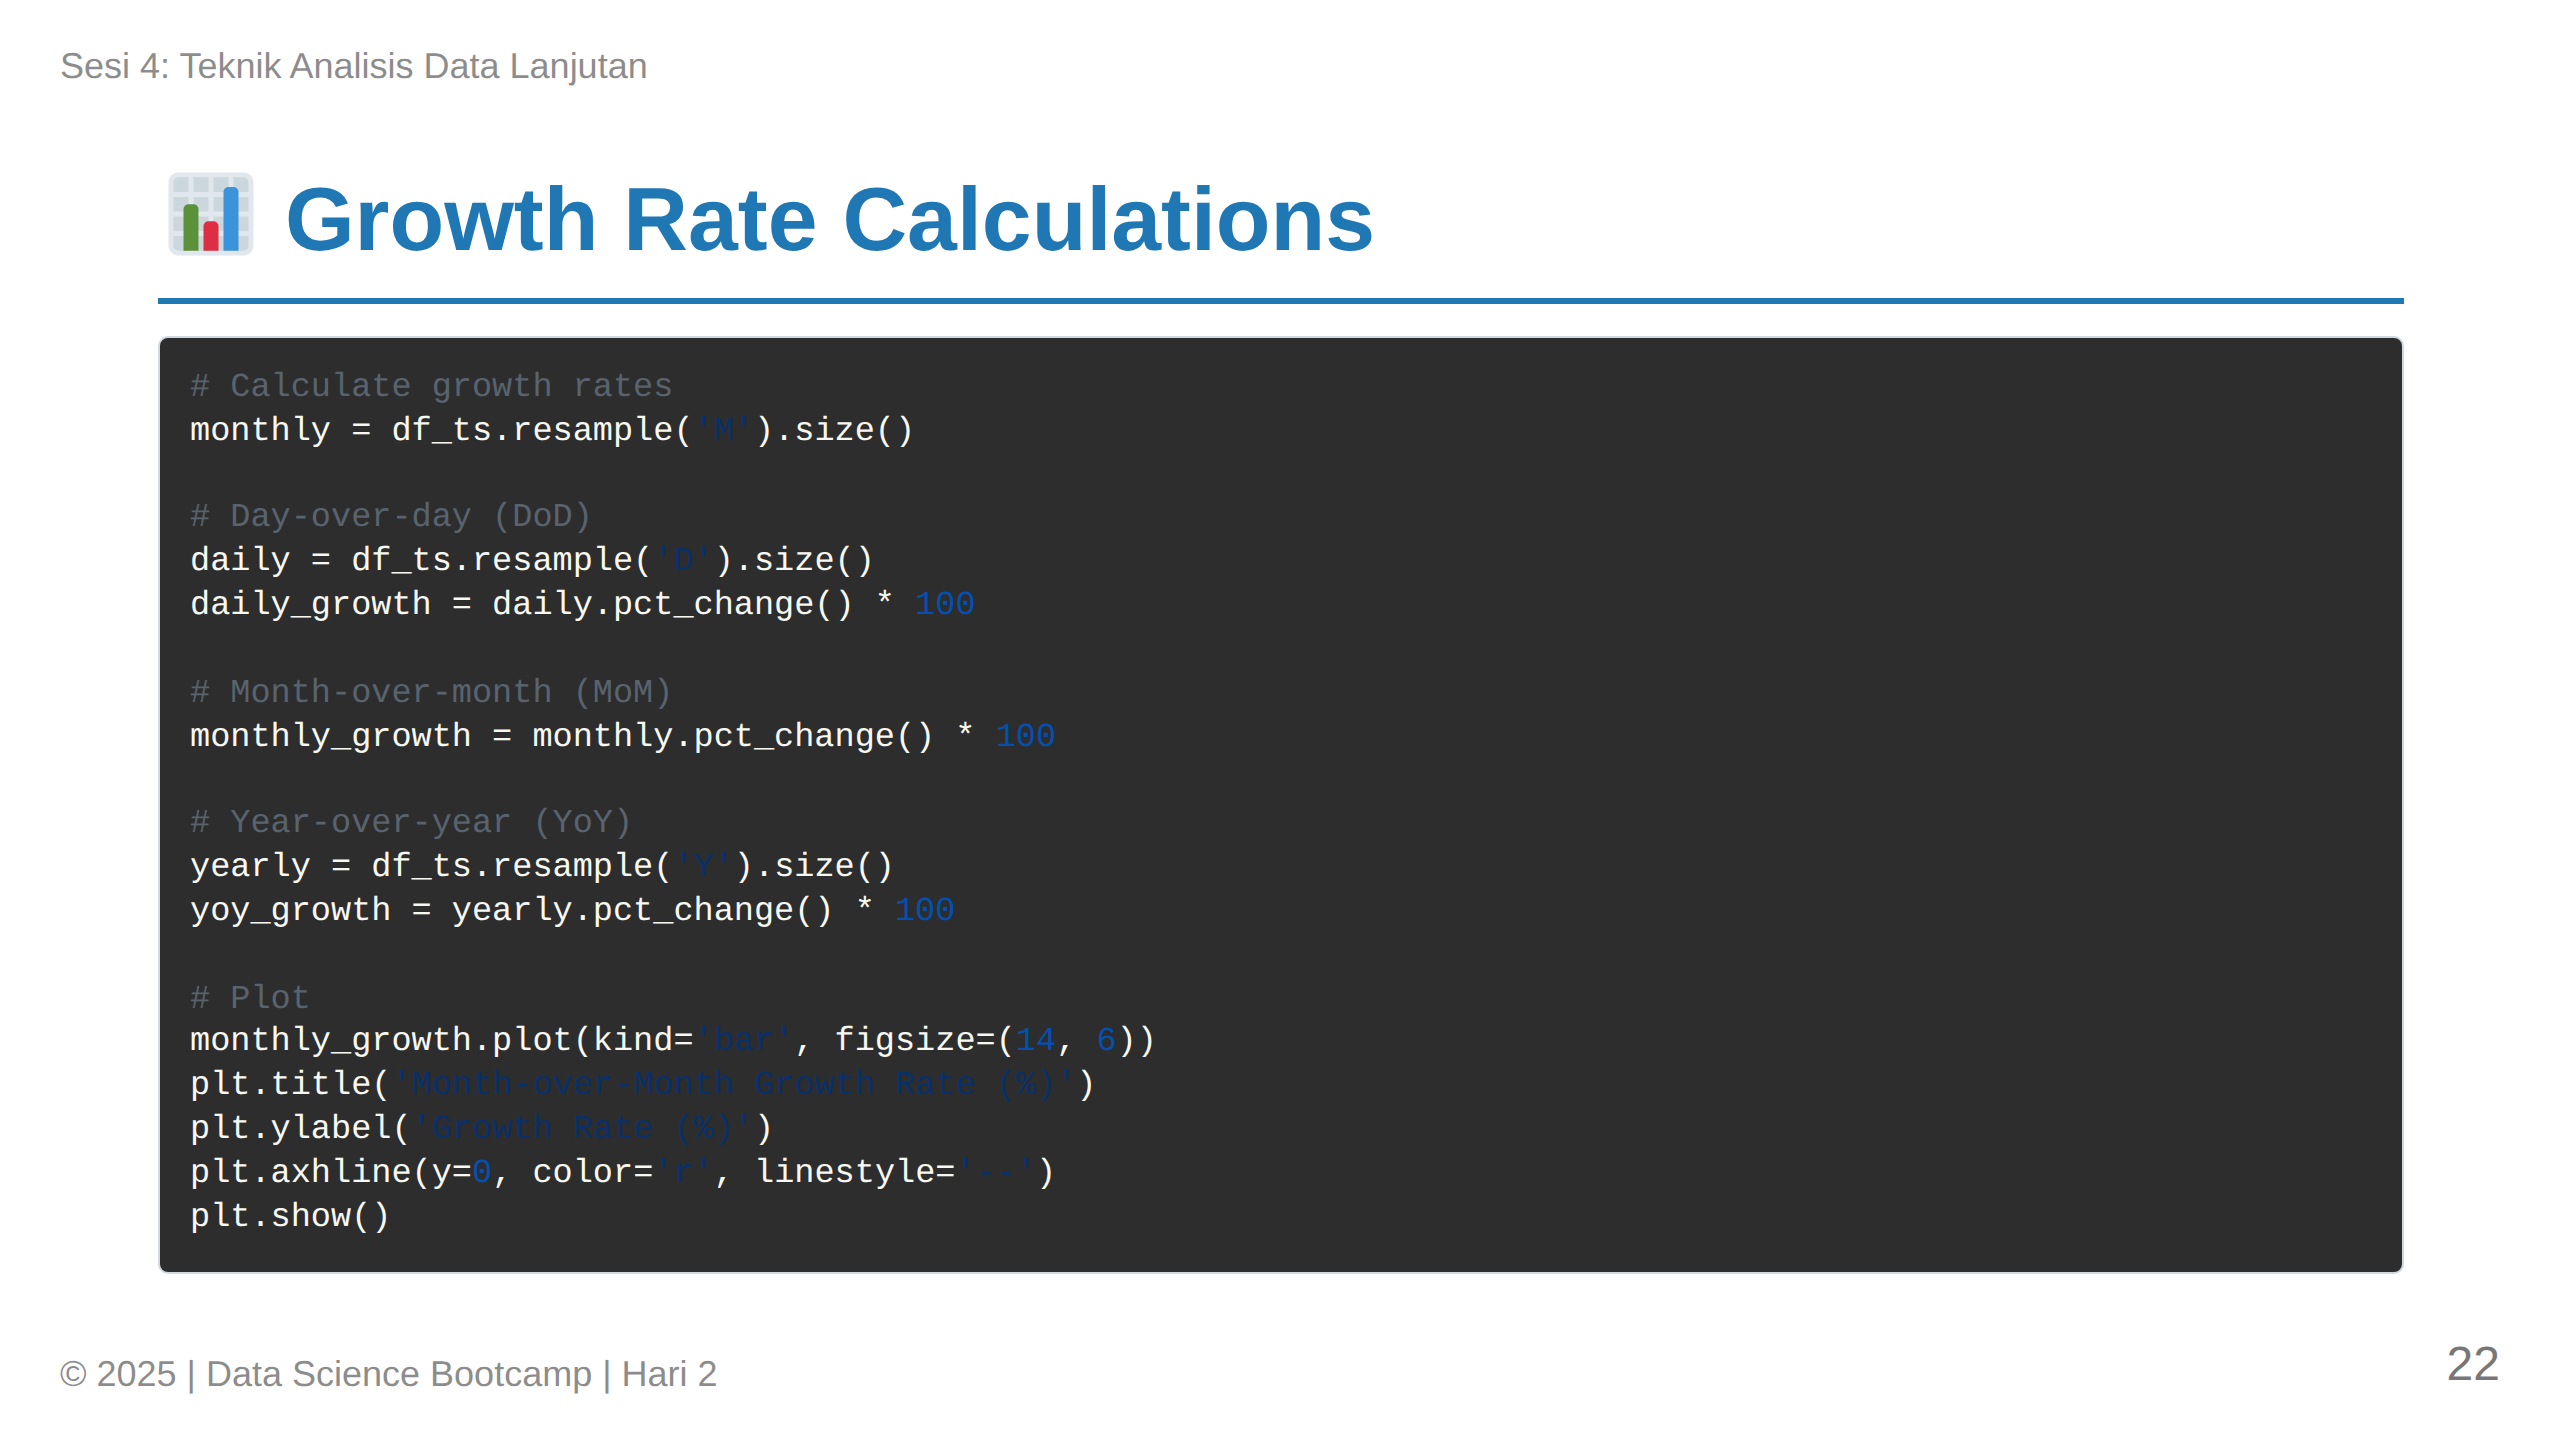 Sesi 4: Teknik Analisis Data Lanjutan
Growth Rate Calculations
# Calculate growth rates
monthly = df_ts.resample('M').size()
# Day-over-day (DoD)
daily = df_ts.resample('D').size()
daily_growth = daily.pct_change() * 100
# Month-over-month (MoM)
monthly_growth = monthly.pct_change() * 100
# Year-over-year (YoY)
yearly = df_ts.resample('Y').size()
yoy_growth = yearly.pct_change() * 100
# Plot
monthly_growth.plot(kind='bar', figsize=(14, 6))
plt.title('Month-over-Month Growth Rate (%)')
plt.ylabel('Growth Rate (%)')
plt.axhline(y=0, color='r', linestyle='--')
plt.show()
© 2025 | Data Science Bootcamp | Hari 2
22